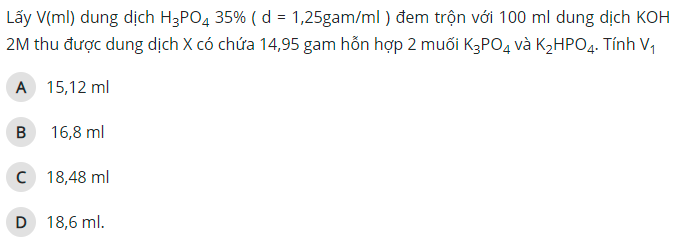 Lấy V(ml) dung dịch H₃PO₄ 35% ( d = 1,25gam/ml ) đem trộn với 100 ml dung dịch KOH
2M thu được dung dịch X có chứa 14,95 gam hỗn hợp 2 muối K₃PO₄ và K₂HPO₄. Tính V₁
A 15,12 ml
B 16,8 ml
C 18,48 ml
D 18,6 ml.